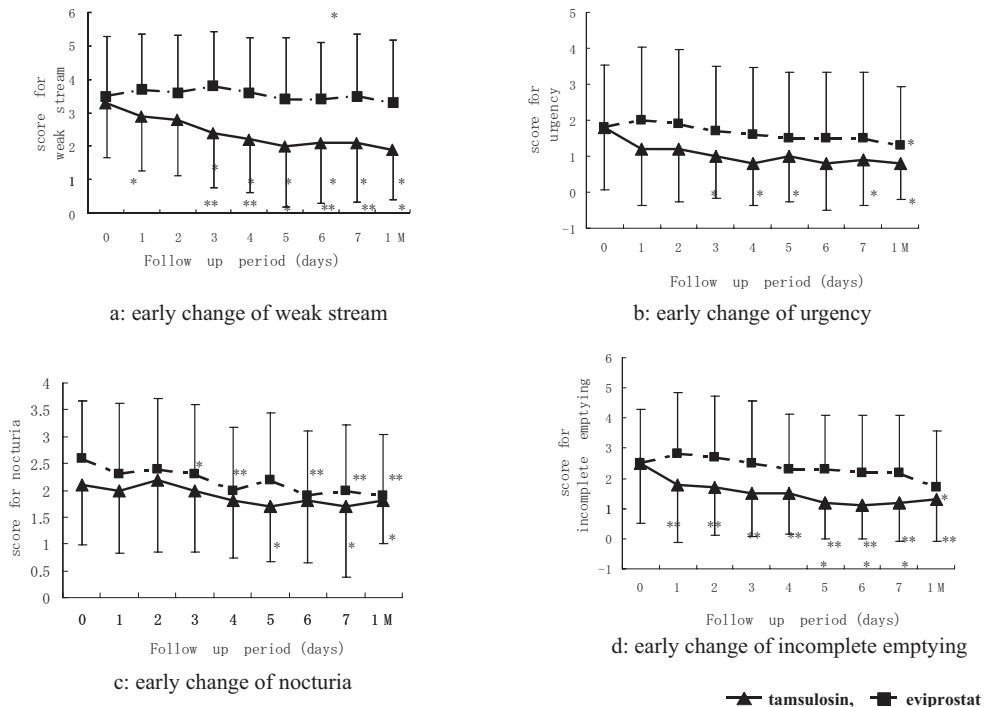 6
5
4
3
2
1
0
score for
weak stream
*
*
* * * * *
** ** * ** ** *
0 1 2 3 4 5 6 7 1 M
Follow up period (days)
a: early change of weak stream
5
4
3
2
1
0
-1
score for
urgency
*
* * * * *
0 1 2 3 4 5 6 7 1 M
Follow up period (days)
b: early change of urgency
4
3.5
3
2.5
2
1.5
1
0.5
0
score for nocturia
* ** ** ** **
* * *
0 1 2 3 4 5 6 7 1 M
Follow up period (days)
c: early change of nocturia
6
5
4
3
2
1
0
-1
score for
incomplete emptying
*
** ** ** ** ** ** ** **
* * *
0 1 2 3 4 5 6 7 1 M
Follow up period (days)
d: early change of incomplete emptying
tamsulosin, eviprostat